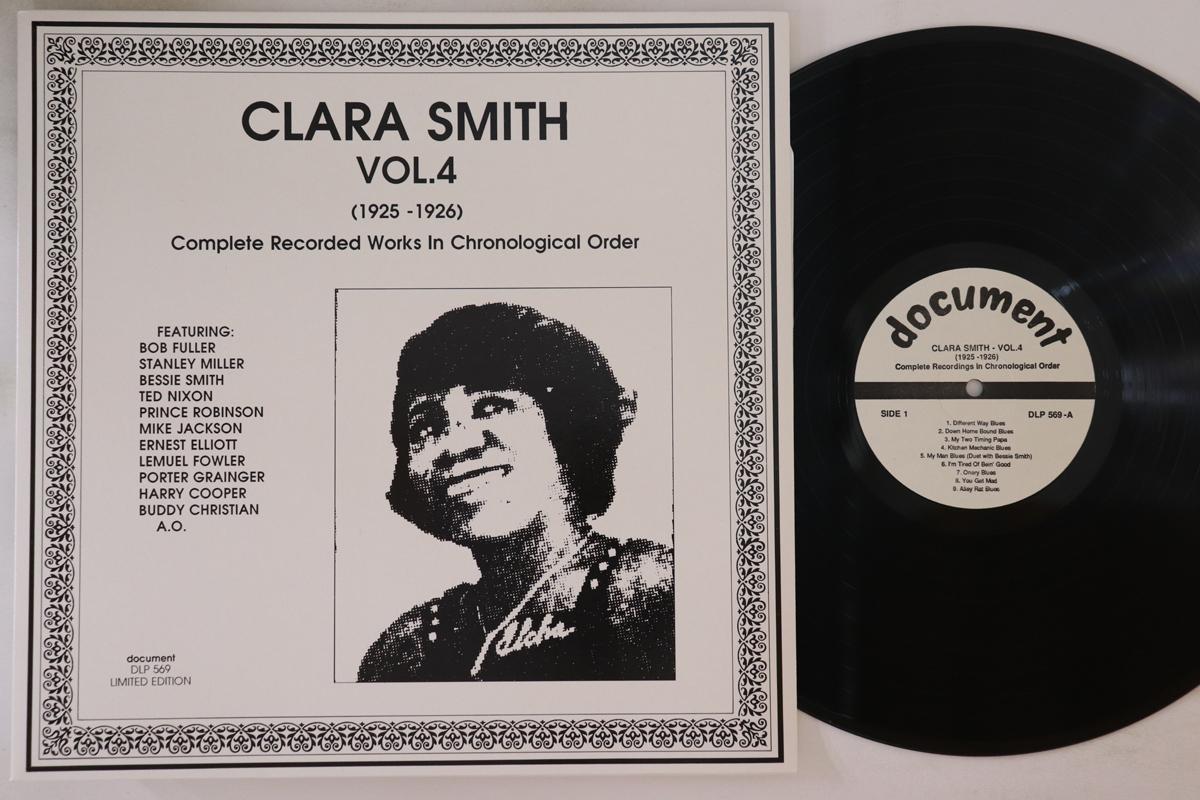 CLARA SMITH
VOL.4
(1925 -1926)
Complete Recorded Works In Chronological Order
FEATURING:
BOB FULLER
STANLEY MILLER
BESSIE SMITH
TED NIXON
PRINCE ROBINSON
MIKE JACKSON
ERNEST ELLIOTT
LEMUEL FOWLER
PORTER GRAINGER
HARRY COOPER
BUDDY CHRISTIAN
A.O.
document
DLP 569
LIMITED EDITION
document
CLARA SMITH - VOL.4
(1925 -1926)
Complete Recordings In Chronological Order
SIDE 1
DLP 569 -A
1. Different Way Blues
2. Down Home Bound Blues
3. My Two Timing Papa
4. Kitchen Mechanic Blues
5. My Man Blues (Duet with Bessie Smith)
6. I'm Tired Of Bein' Good
7. Onery Blues
8. You Get Mad
9. Alley Rat Blues